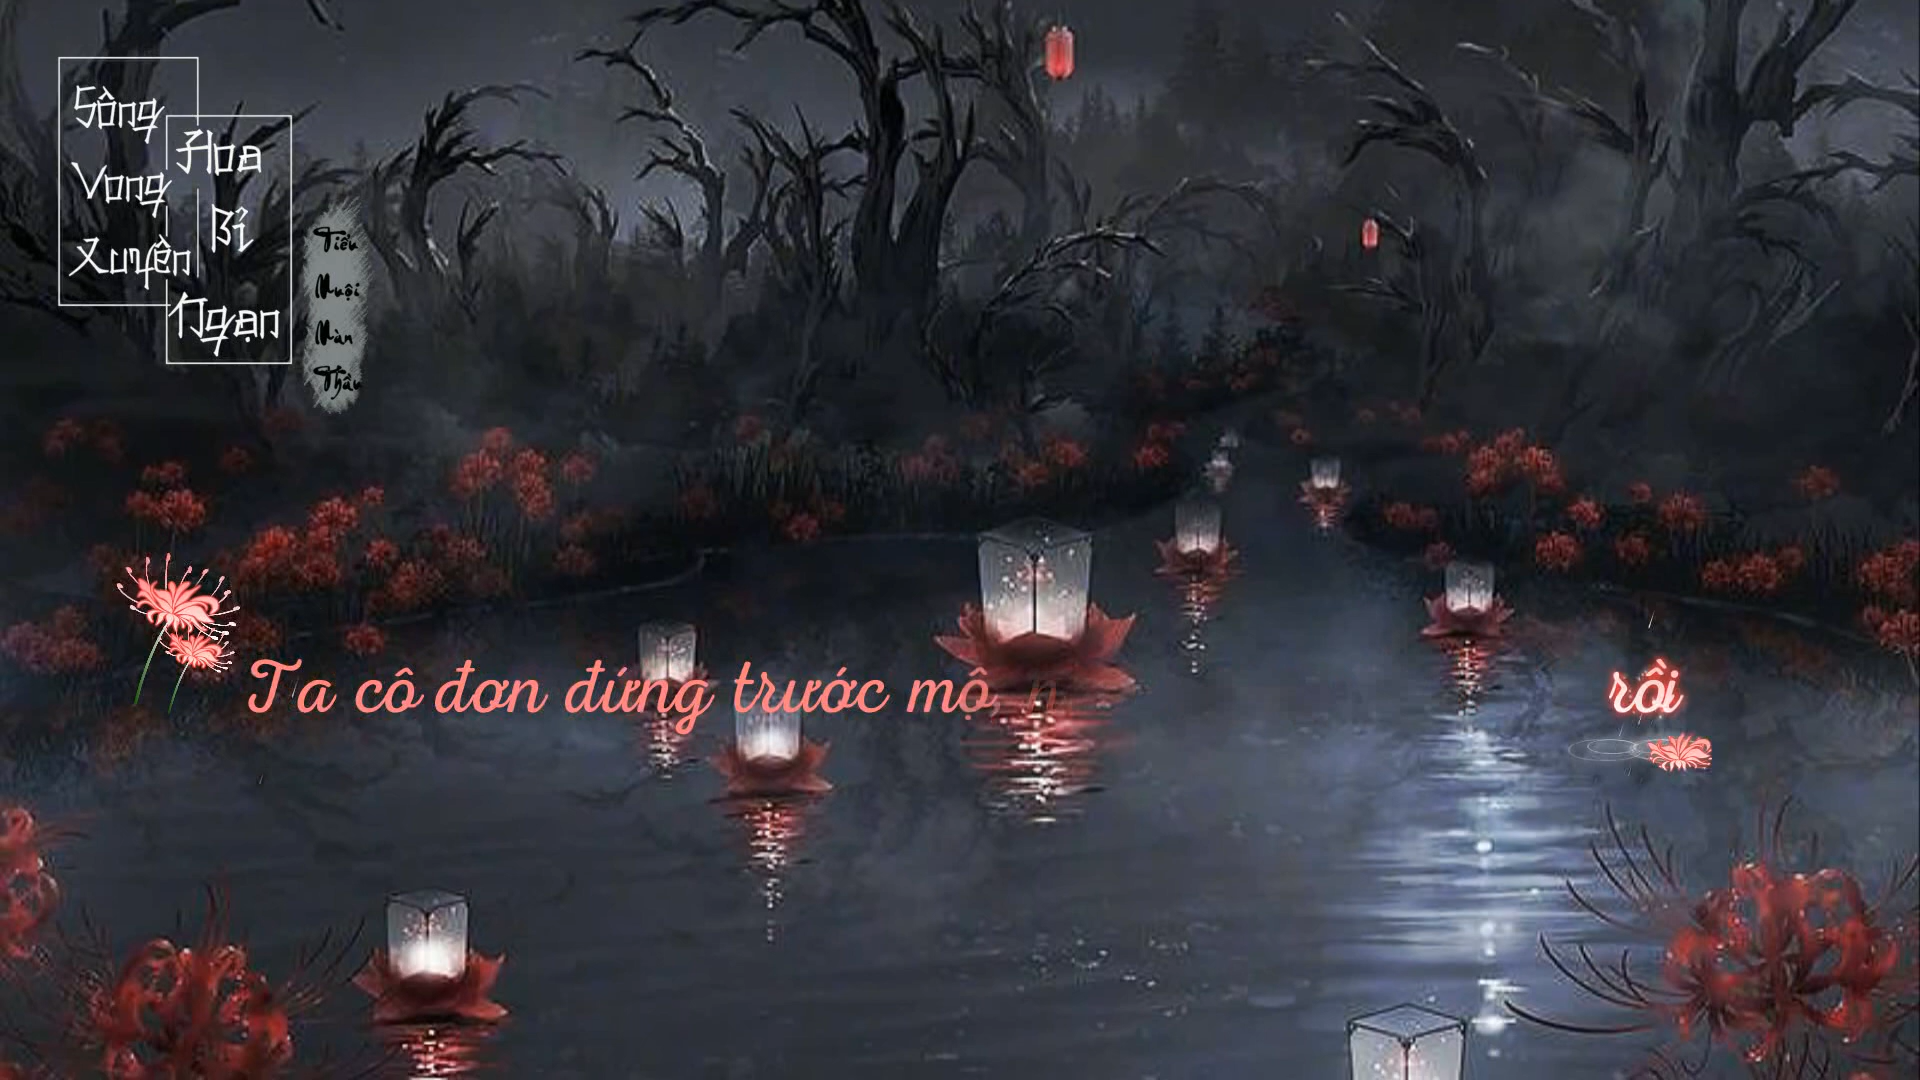 Sông
Vong
Xuyên
Hoa
Bỉ
Ngạn
Tiểu
Muội
Màn
Thầu
Ta cô đơn đứng trước mộ, n
rồi